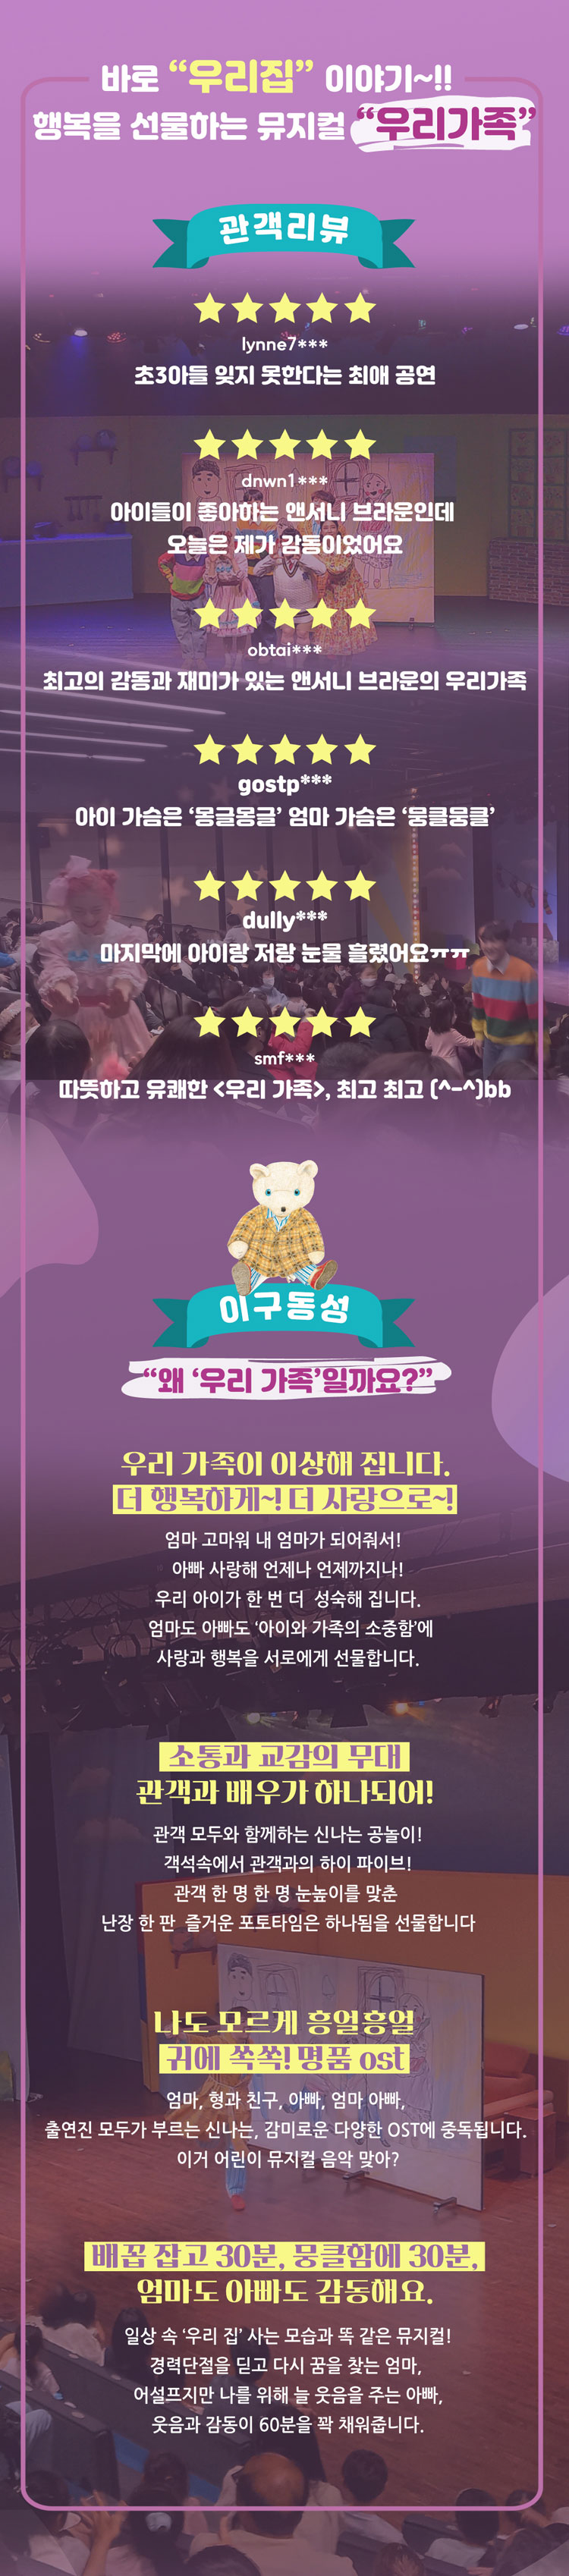 바로 “우리집” 이야기~!!
행복을 선물하는 뮤지컬 “우리가족”
관객리뷰
lynne7***
초3아들 잊지 못한다는 최애 공연
dnwn1***
아이들이 좋아하는 앤서니 브라운인데
오늘은 제가 감동이었어요
obtai***
최고의 감동과 재미가 있는 앤서니 브라운의 우리가족
gostp***
아이 가슴은 ‘몽글몽글’ 엄마 가슴은 ‘뭉클뭉클’
dully***
마지막에 아이랑 저랑 눈물 흘렸어요ㅠㅠ
smf***
따뜻하고 유쾌한 <우리 가족>, 최고 최고 (^-^)bb
이구동성
“왜 ‘우리 가족’일까요?”
우리 가족이 이상해 집니다.
더 행복하게~! 더 사랑으로~!
엄마 고마워 내 엄마가 되어줘서!
아빠 사랑해 언제나 언제까지나!
우리 아이가 한 번 더 성숙해 집니다.
엄마도 아빠도 ‘아이와 가족의 소중함’에
사랑과 행복을 서로에게 선물합니다.
소통과 교감의 무대
관객과 배우가 하나되어!
관객 모두와 함께하는 신나는 공놀이!
객석속에서 관객과의 하이 파이브!
관객 한 명 한 명 눈높이를 맞춘
난장 한 판 즐거운 포토타임은 하나됨을 선물합니다
나도 모르게 흥얼흥얼
귀에 쏙쏙! 명품 ost
엄마, 형과 친구, 아빠, 엄마 아빠,
출연진 모두가 부르는 신나는, 감미로운 다양한 OST에 중독됩니다.
이거 어린이 뮤지컬 음악 맞아?
배꼽 잡고 30분, 뭉클함에 30분,
엄마도 아빠도 감동해요.
일상 속 ‘우리 집’ 사는 모습과 똑 같은 뮤지컬!
경력단절을 딛고 다시 꿈을 찾는 엄마,
어설프지만 나를 위해 늘 웃음을 주는 아빠,
웃음과 감동이 60분을 꽉 채워줍니다.